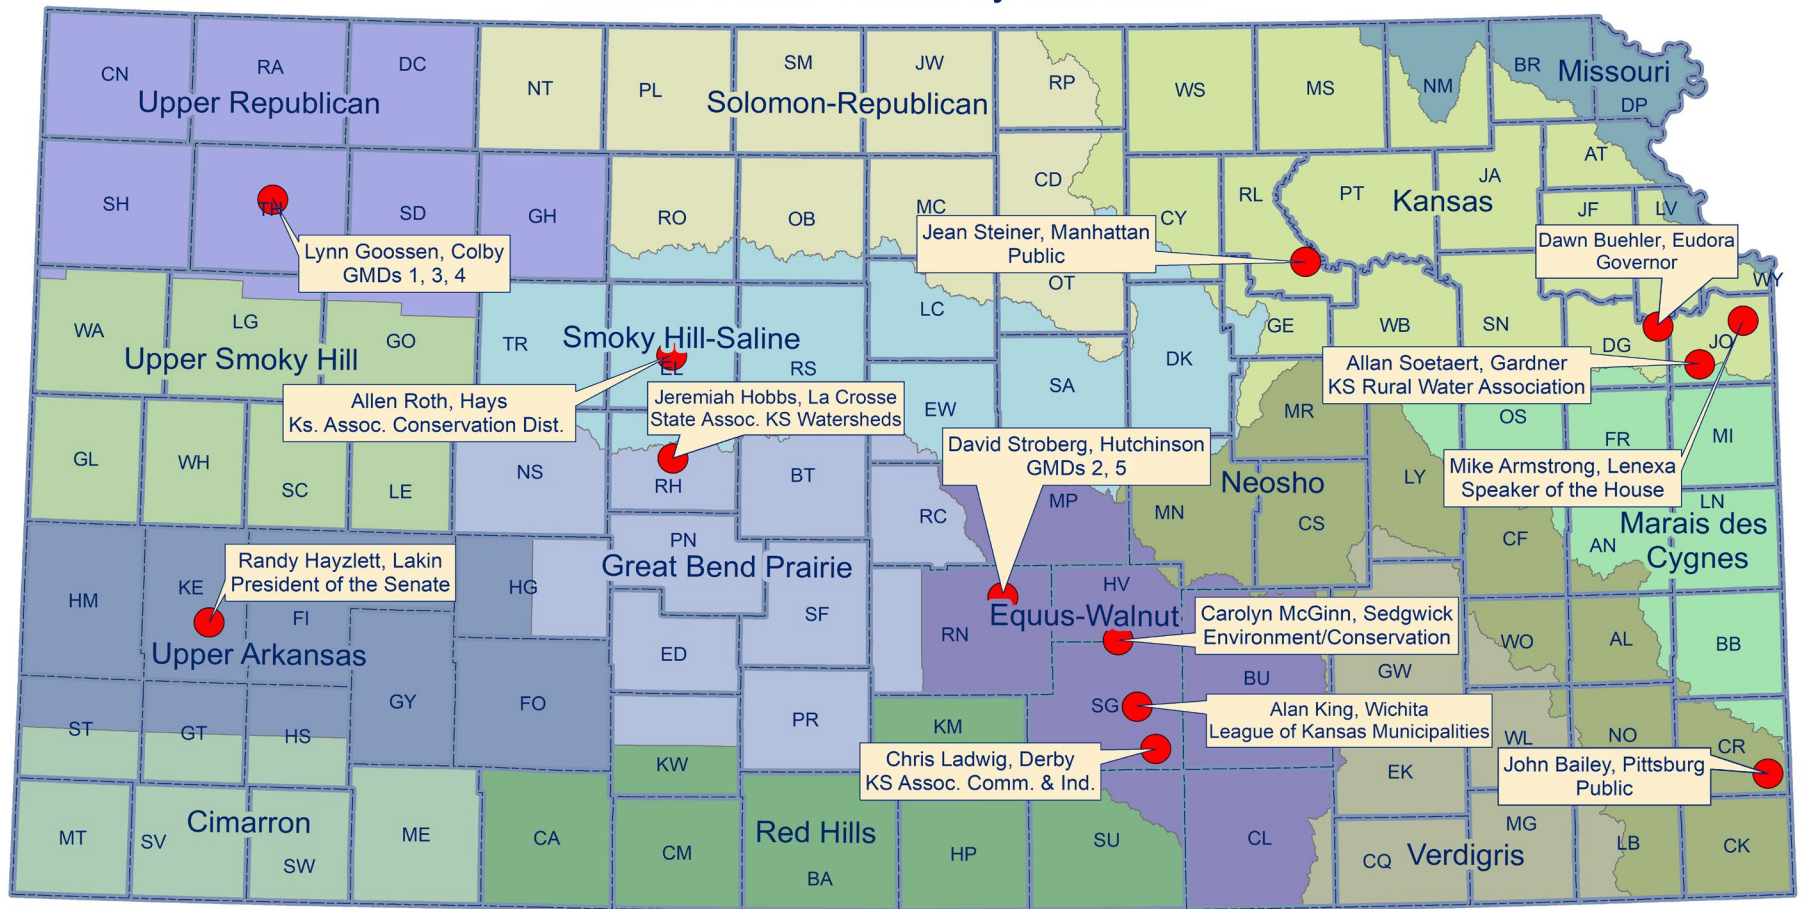 CN
RA
DC
NT
PL
SM
JW
RP
WS
MS
NM
BR
Missouri
DP
Upper Republican
Solomon-Republican
AT
SH
TH
SD
GH
RO
OB
MC
CD
CY
RL
PT
JA
Kansas
JF
LV
Lynn Goossen, Colby
GMDs 1, 3, 4
Jean Steiner, Manhattan
Public
Dawn Buehler, Eudora
Governor
WY
WA
LG
GO
TR
LC
OT
DK
GE
WB
SN
DG
JO
Upper Smoky Hill
Smoky Hill-Saline
EL
RS
SA
Allan Soetaert, Gardner
KS Rural Water Association
Allen Roth, Hays
Ks. Assoc. Conservation Dist.
Jeremiah Hobbs, La Crosse
State Assoc. KS Watersheds
EW
MR
OS
FR
MI
David Stroberg, Hutchinson
GMDs 2, 5
Mike Armstrong, Lenexa
Speaker of the House
GL
WH
SC
LE
NS
RH
BT
RC
MP
Neosho
MN
CS
LY
CF
AN
LN
Marais des
Cygnes
Randy Hayzlett, Lakin
President of the Senate
PN
Great Bend Prairie
HM
KE
FI
HG
SF
HV
Equus-Walnut
RN
Carolyn McGinn, Sedgwick
Environment/Conservation
WO
AL
BB
Upper Arkansas
ED
GW
BU
ST
GT
HS
GY
FO
PR
KM
SG
Alan King, Wichita
League of Kansas Municipalities
WL
NO
CR
KW
Chris Ladwig, Derby
KS Assoc. Comm. & Ind.
EK
John Bailey, Pittsburg
Public
Cimarron
MT
SV
SW
ME
CA
CM
Red Hills
BA
HP
SU
CL
CQ
Verdigris
MG
LB
CK